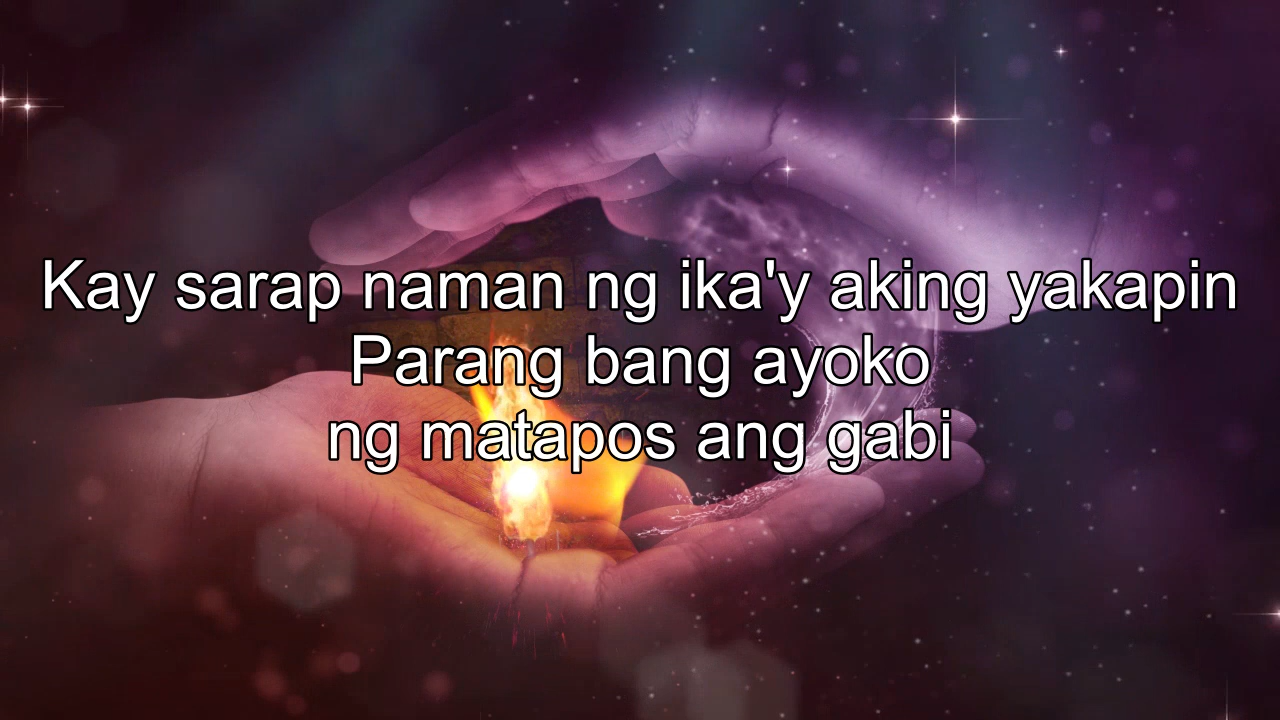 Kay sarap naman ng ika'y aking yakapin
Parang bang ayoko
ng matapos ang gabi